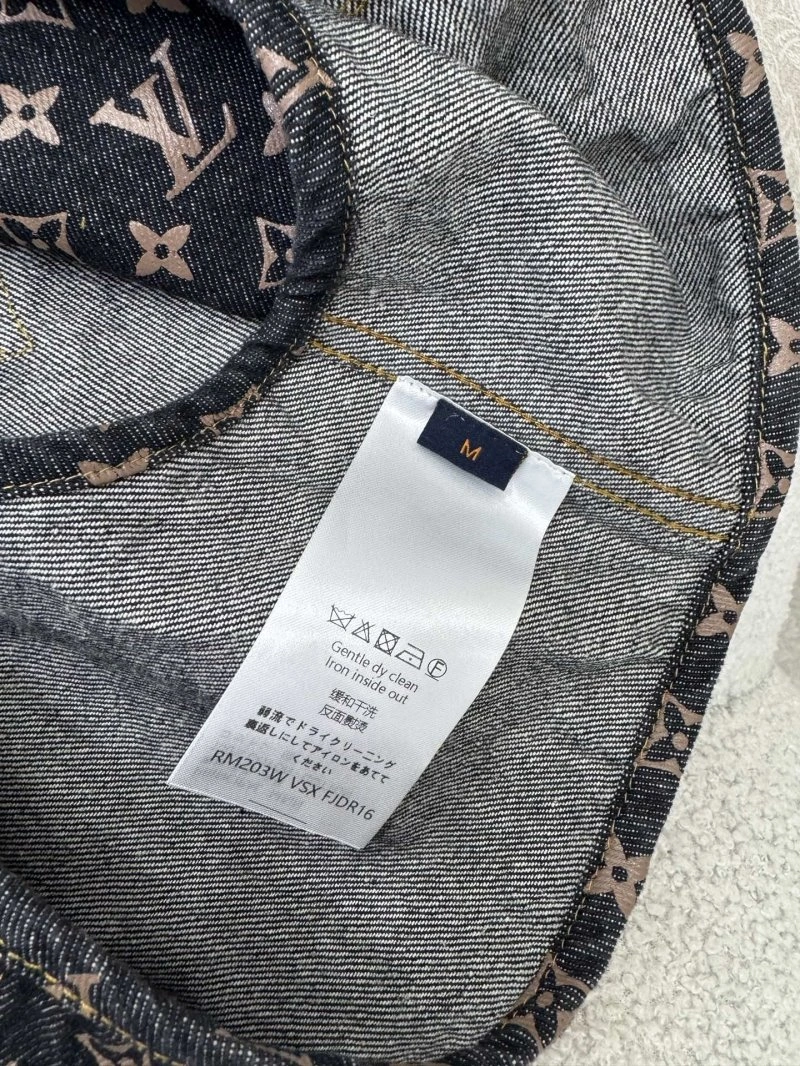 LV
M
Gentle dy clean
Iron inside out
缓和干洗
反面熨烫
弱流でドライクリーニング
裏返しにしてアイロンをあてて
ください
RM203W VSX FJDR16